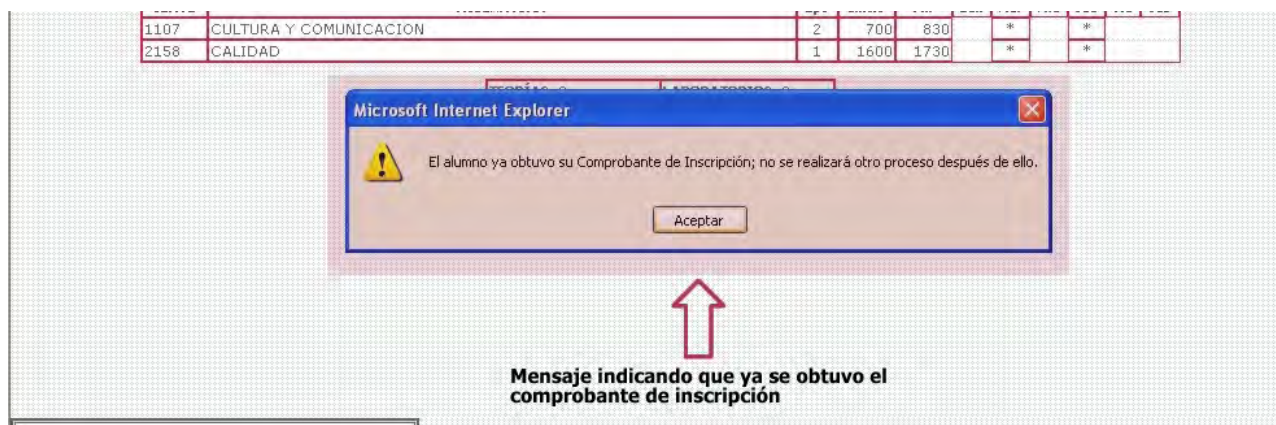 1107 CULTURA Y COMUNICACION 2 700 830 * *
2158 CALIDAD 1 1600 1730 * *
Microsoft Internet Explorer
El alumno ya obtuvo su Comprobante de Inscripción; no se realizará otro proceso después de ello.
Aceptar
Mensaje indicando que ya se obtuvo el
comprobante de inscripción